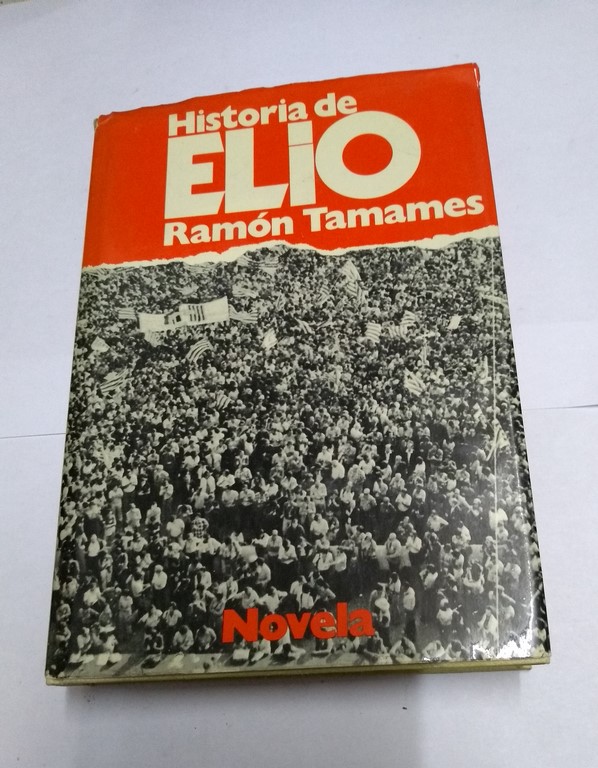 Historia de
ELIO
Ramón Tamames
Novela